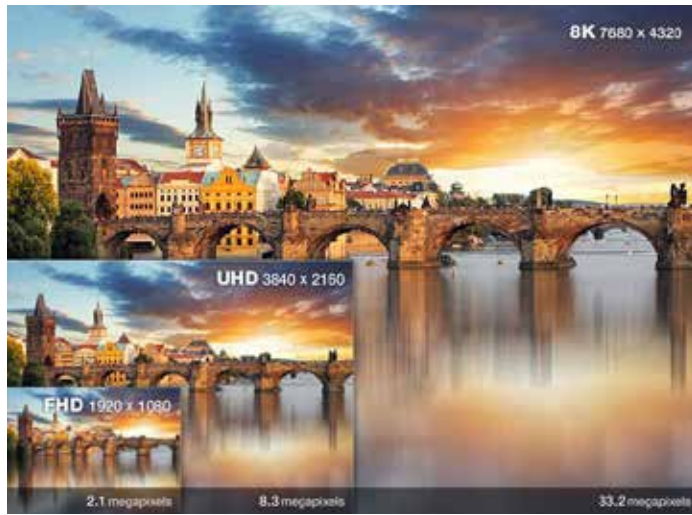 8K 7680 x 4320
UHD 3840 x 2160
FHD 1920 x 1080
2.1 megapixels
8.3 megapixels
33.2 megapixels